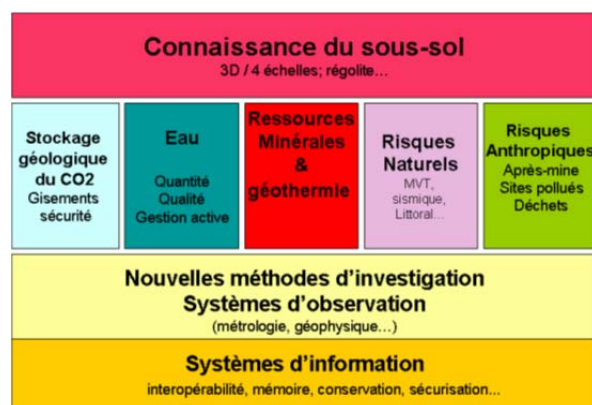 Connaissance du sous-sol
3D / 4 échelles; régolite…
Stockage
géologique
du CO2
Gisements
sécurité
Eau
Quantité
Qualité
Gestion active
Ressources
Minérales
&
géothermie
Risques
Naturels
MVT,
sismique,
Littoral…
Risques
Anthropiques
Après-mine
Sites pollués
Déchets
Nouvelles méthodes d’investigation
Systèmes d’observation
(métrologie, géophysique…)
Systèmes d’information
interopérabilité, mémoire, conservation, sécurisation...